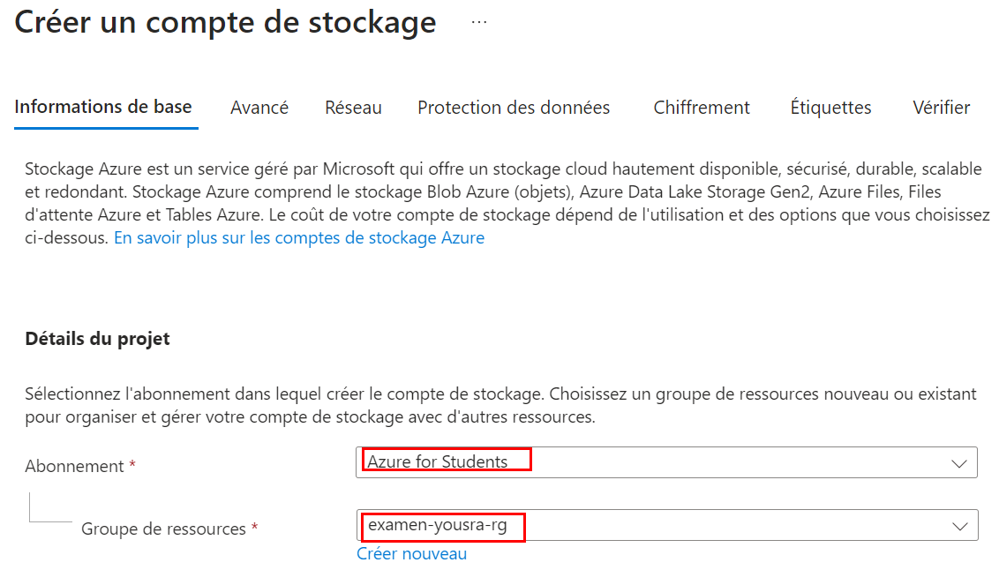 Créer un compte de stockage ...
Informations de base Avancé Réseau Protection des données Chiffrement Étiquettes Vérifier
Stockage Azure est un service géré par Microsoft qui offre un stockage cloud hautement disponible, sécurisé, durable, scalable
et redondant. Stockage Azure comprend le stockage Blob Azure (objets), Azure Data Lake Storage Gen2, Azure Files, Files
d'attente Azure et Tables Azure. Le coût de votre compte de stockage dépend de l'utilisation et des options que vous choisissez
ci-dessous. En savoir plus sur les comptes de stockage Azure
Détails du projet
Sélectionnez l'abonnement dans lequel créer le compte de stockage. Choisissez un groupe de ressources nouveau ou existant
pour organiser et gérer votre compte de stockage avec d'autres ressources.
Abonnement * Azure for Students
Groupe de ressources * examen-yousra-rg
Créer nouveau